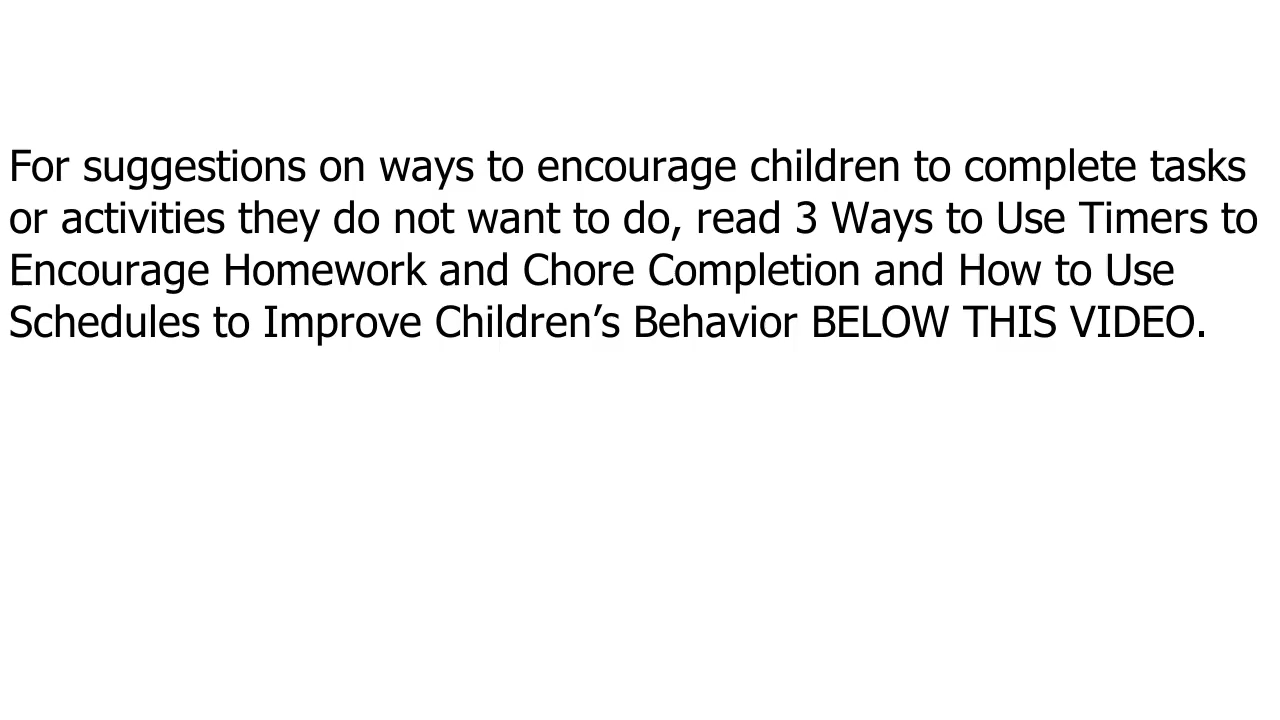 For suggestions on ways to encourage children to complete tasks
or activities they do not want to do, read 3 Ways to Use Timers to
Encourage Homework and Chore Completion and How to Use
Schedules to Improve Children’s Behavior BELOW THIS VIDEO.